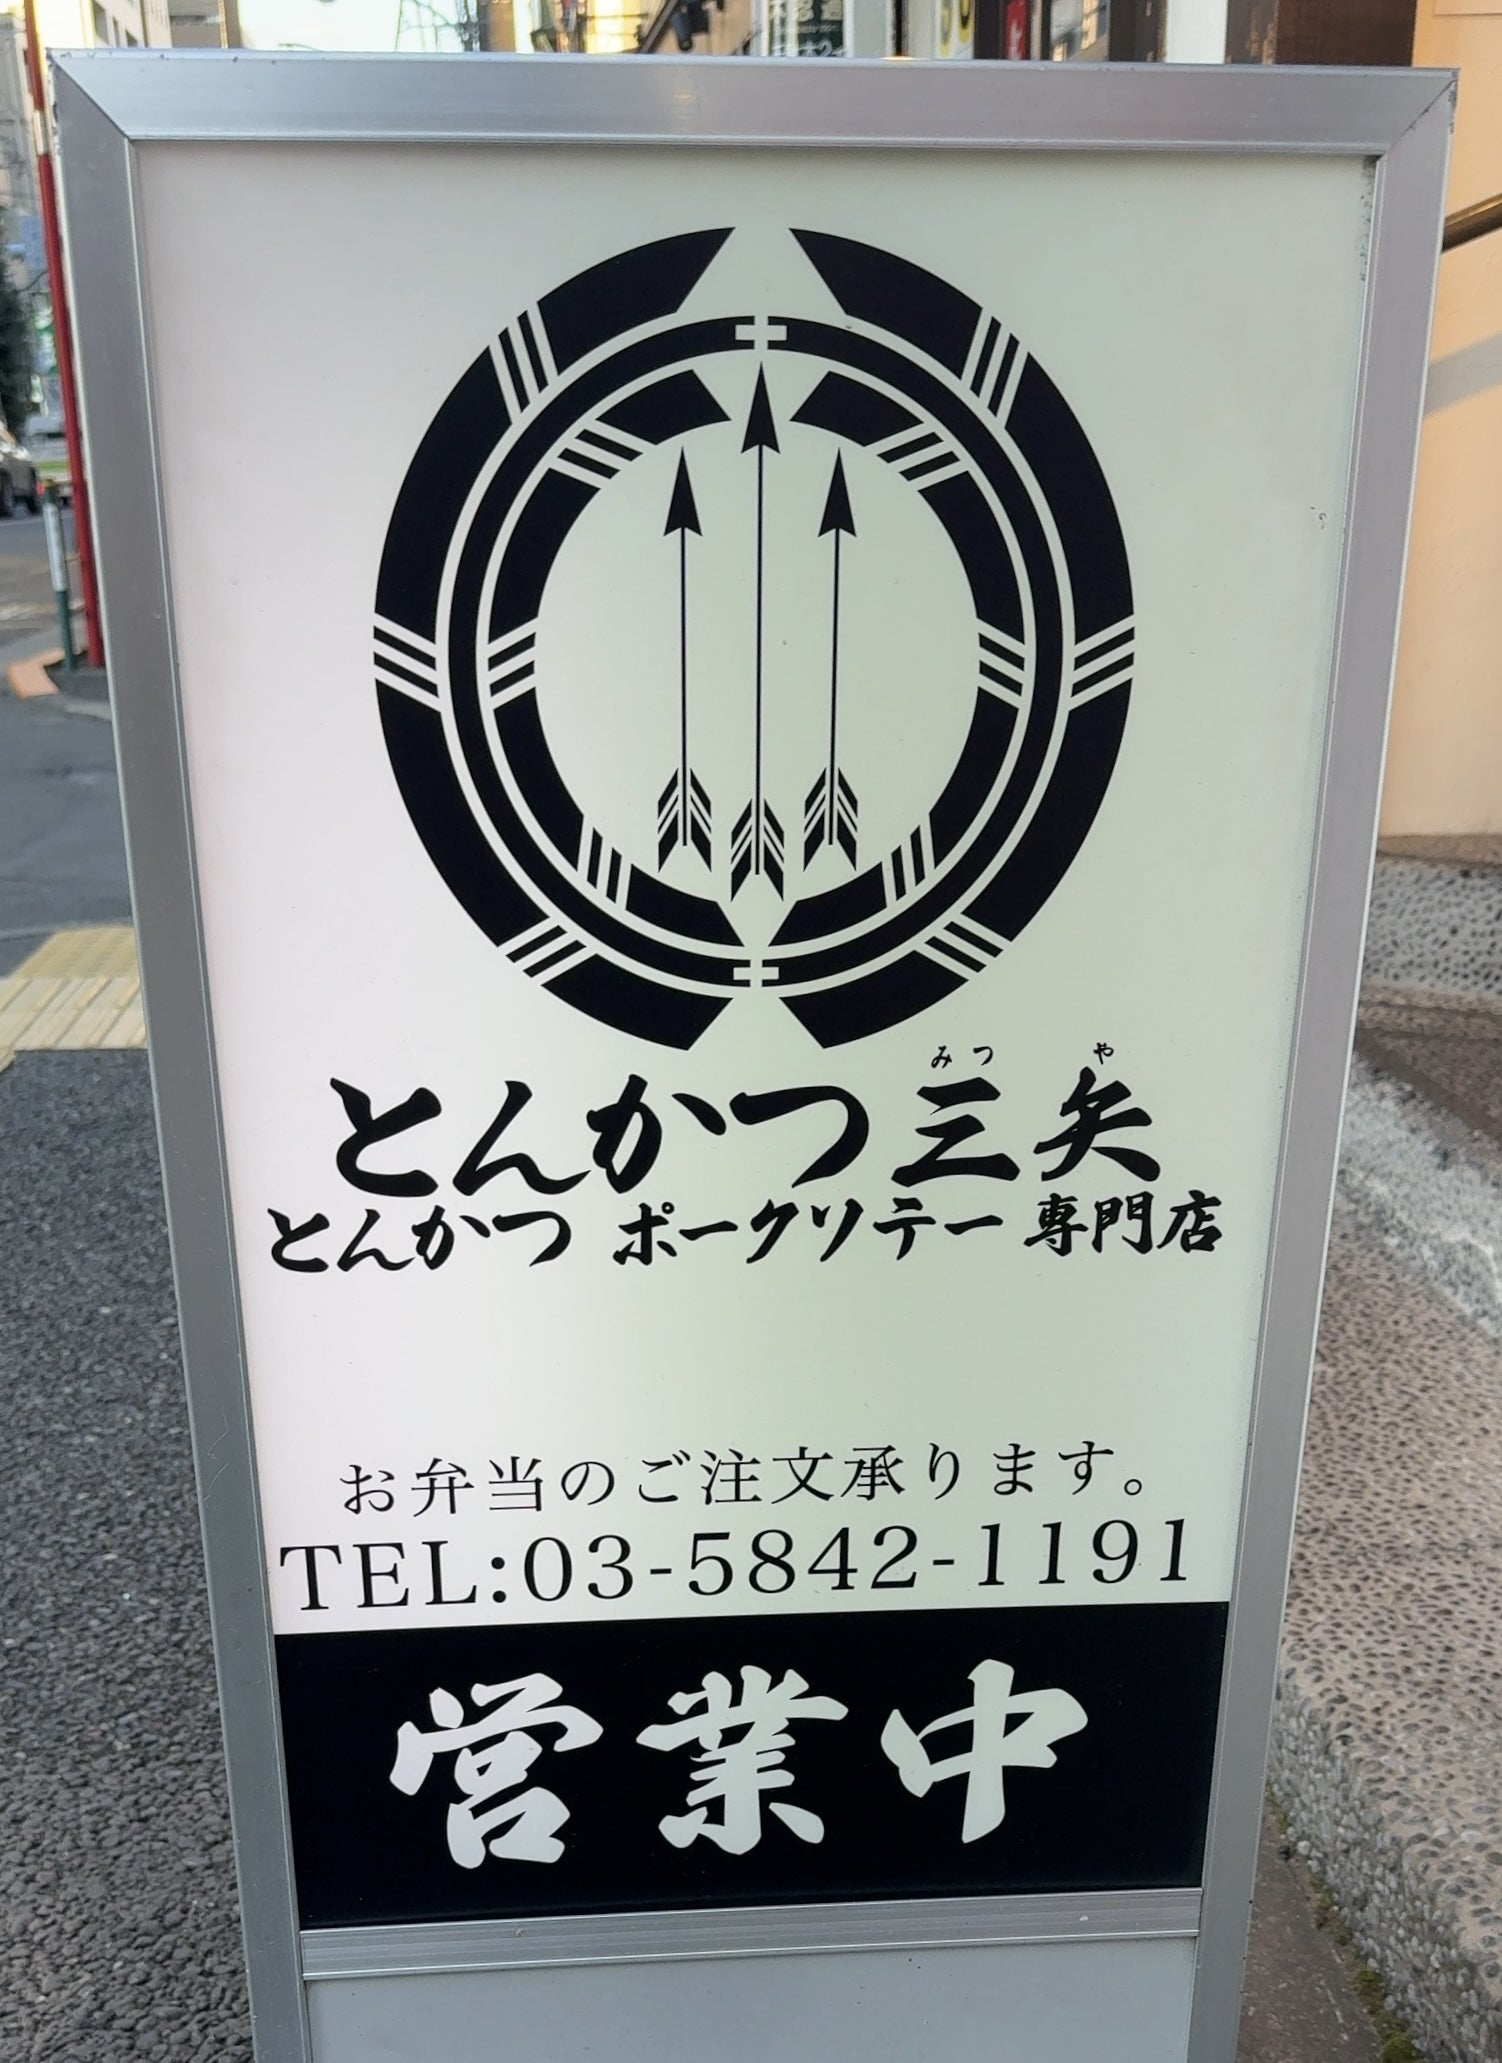 みつ や
とんかつ三矢
とんかつ ポークソテー 専門店
お弁当のご注文承ります。
TEL:03-5842-1191
営業中